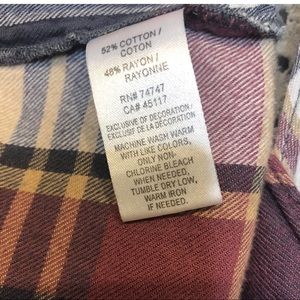 52% COTTON /
COTON
48% RAYON /
RAYONNE
RN# 74747
CA# 45117
EXCLUSIVE OF DECORATION /
EXCLUSIF DE LA DÉCORATION
MACHINE WASH WARM
WITH LIKE COLORS,
ONLY NON-
CHLORINE BLEACH
WHEN NEEDED,
TUMBLE DRY LOW,
WARM IRON
IF NEEDED.